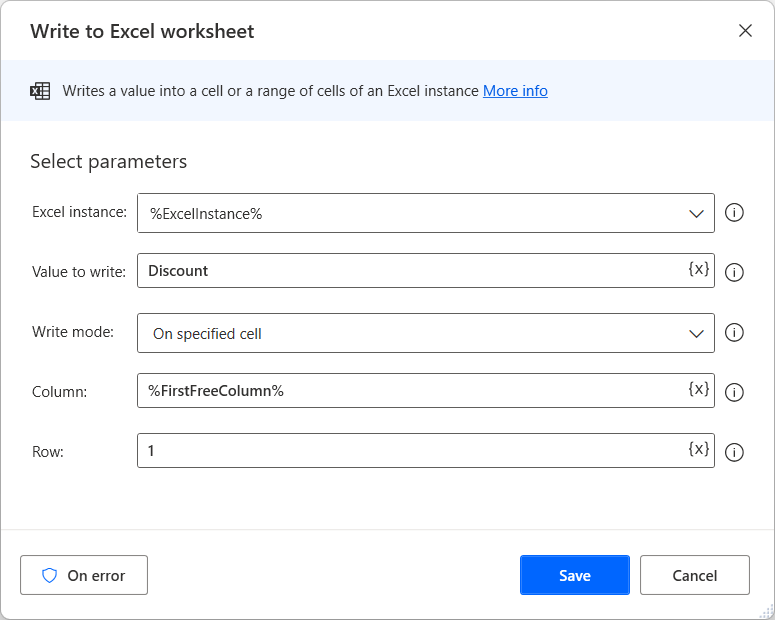 Write to Excel worksheet
Writes a value into a cell or a range of cells of an Excel instance More info
Select parameters
Excel instance: %ExcelInstance%
Value to write: Discount {x}
Write mode: On specified cell
Column: %FirstFreeColumn% {x}
Row: 1 {x}
On error Save Cancel